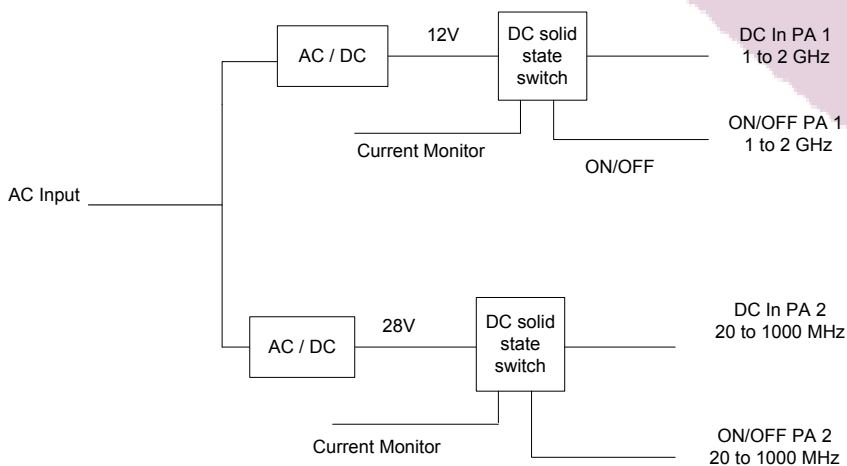 12V
AC / DC
DC solid
state
switch
DC In PA 1
1 to 2 GHz
Current Monitor
ON/OFF
ON/OFF PA 1
1 to 2 GHz
AC Input
28V
AC / DC
DC solid
state
switch
DC In PA 2
20 to 1000 MHz
Current Monitor
ON/OFF PA 2
20 to 1000 MHz